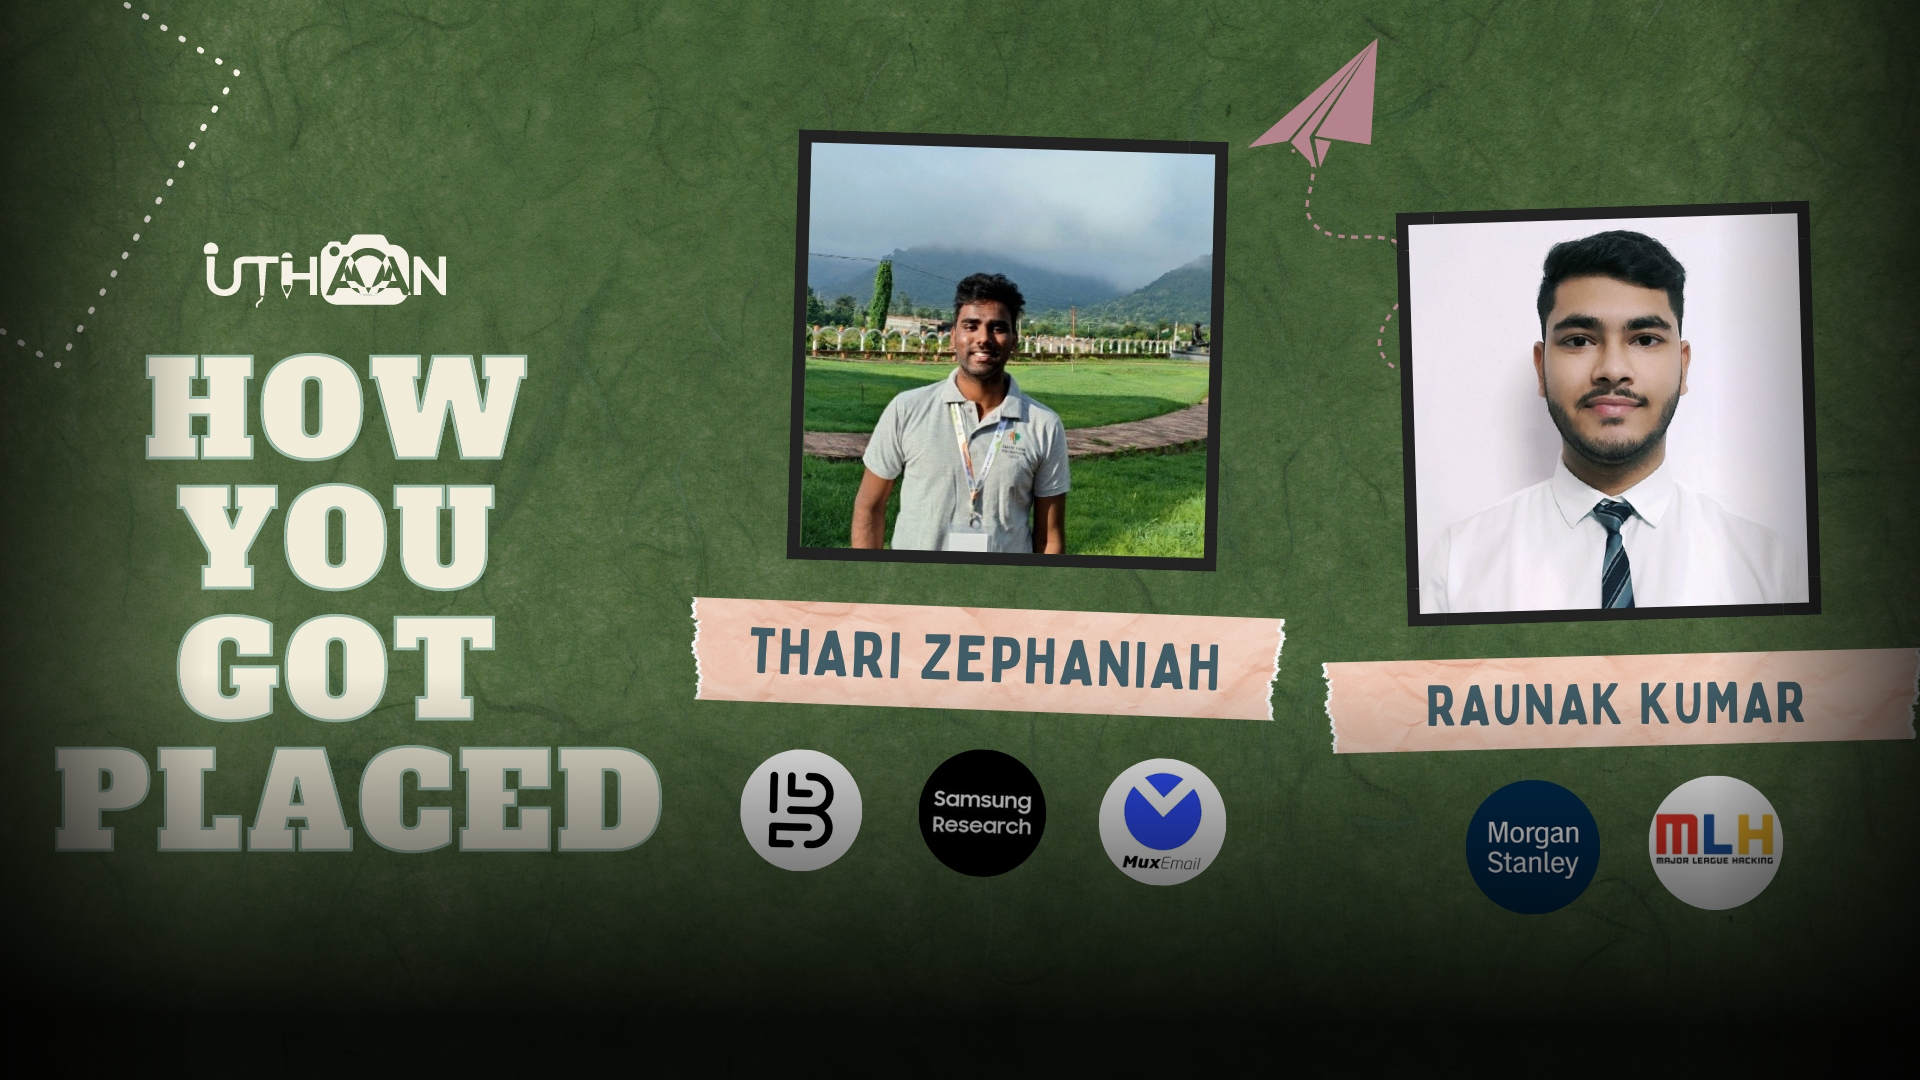 UTHAAN
HOW
YOU
GOT
PLACED
THARI ZEPHANIAH
Samsung
Research
MuxEmail
RAUNAK KUMAR
Morgan
Stanley
MLH
MAJOR LEAGUE HACKING